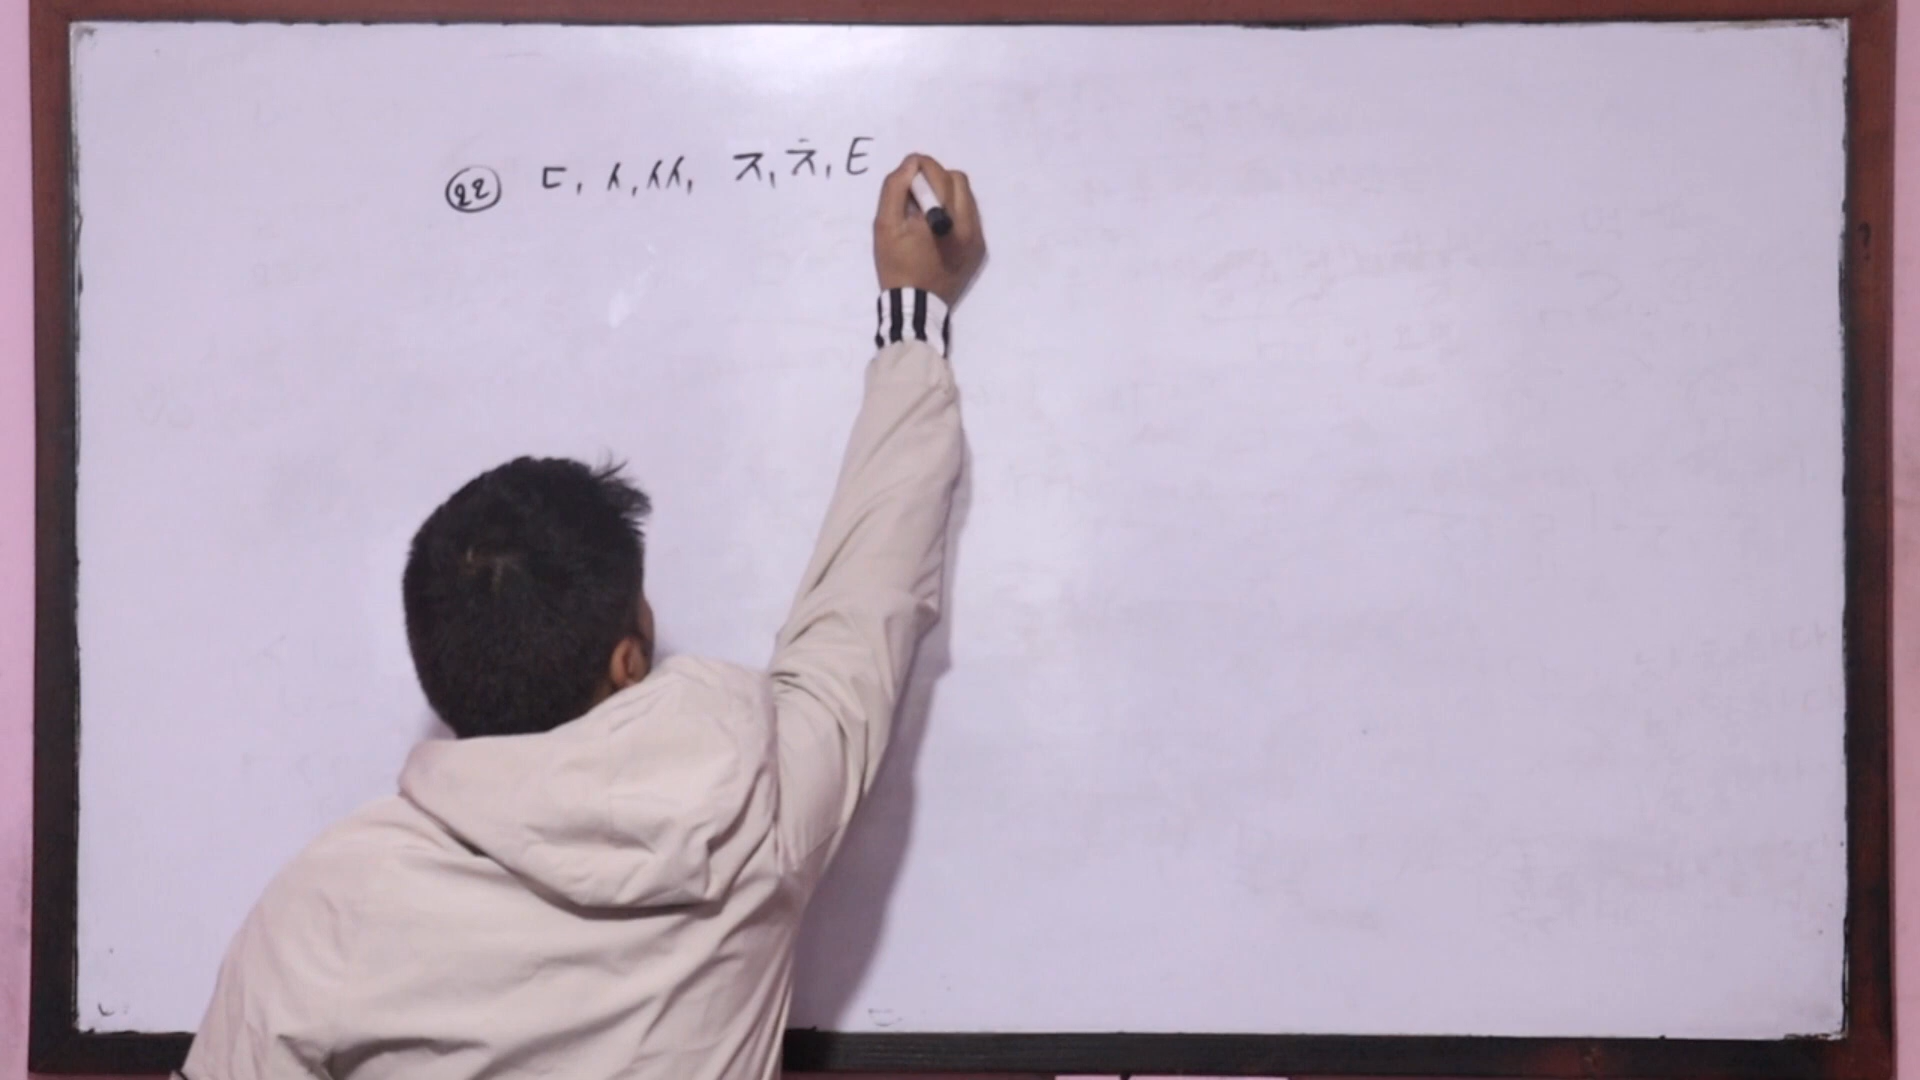 ㉒ ㄷ, ㅅ, ㅆ, ㅈ, ㅊ, ㅌ